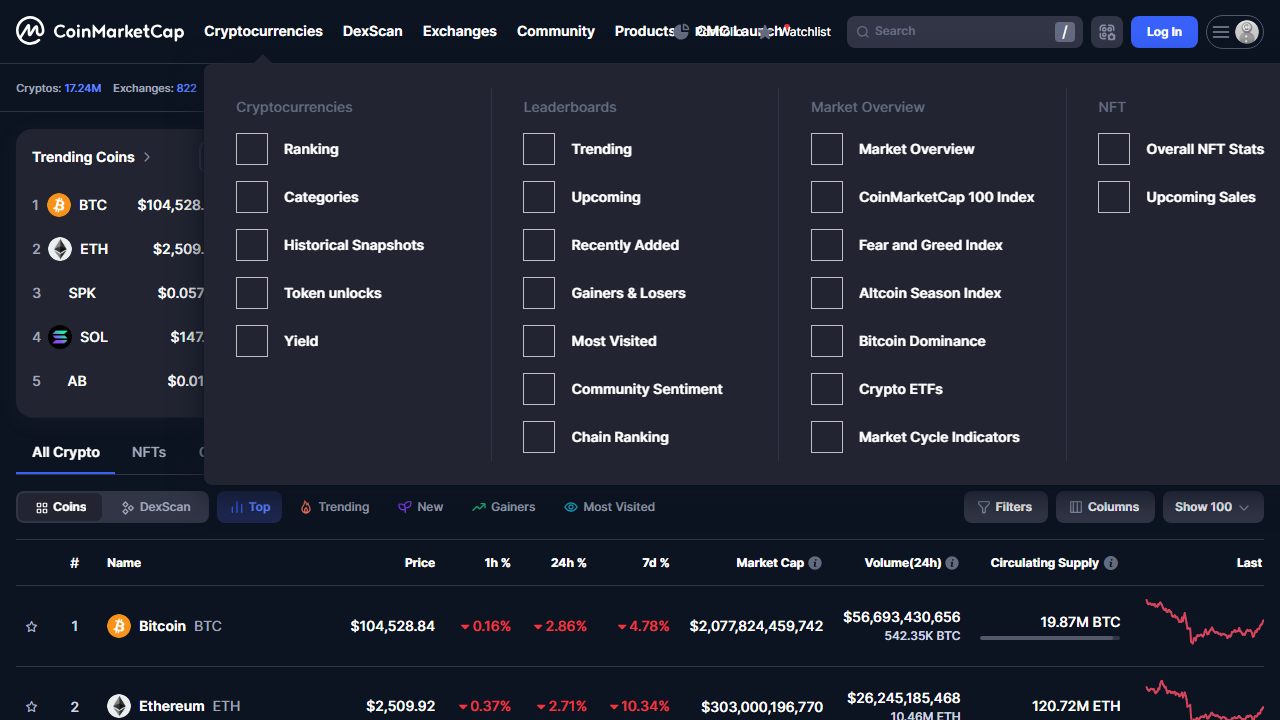 CoinMarketCap
Cryptocurrencies
DexScan
Exchanges
Community
Products
CMC Launch
Watchlist
Search
/
Log In
Cryptos: 17.24M
Exchanges: 822
Cryptocurrencies
Ranking
Categories
Historical Snapshots
Token unlocks
Yield
Leaderboards
Trending
Upcoming
Recently Added
Gainers & Losers
Most Visited
Community Sentiment
Chain Ranking
Market Overview
Market Overview
CoinMarketCap 100 Index
Fear and Greed Index
Altcoin Season Index
Bitcoin Dominance
Crypto ETFs
Market Cycle Indicators
NFT
Overall NFT Stats
Upcoming Sales
Trending Coins
1 BTC $104,528.
2 ETH $2,509.
3 SPK $0.057
4 SOL $147.
5 AB $0.01
All Crypto
NFTs
Coins
DexScan
Top
Trending
New
Gainers
Most Visited
Filters
Columns
Show 100
# Name Price 1h % 24h % 7d % Market Cap Volume(24h) Circulating Supply Last
1 Bitcoin BTC $104,528.84 0.16% 2.86% 4.78% $2,077,824,459,742 $56,693,430,656 19.87M BTC
542.35K BTC
2 Ethereum ETH $2,509.92 0.37% 2.71% 10.34% $303,000,196,770 $26,245,185,468 120.72M ETH
10.46M ETH